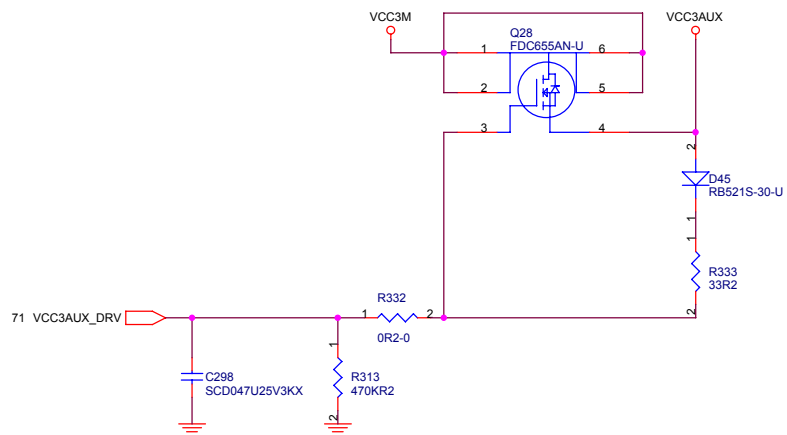 VCC3M
VCC3AUX
Q28
FDC655AN-U
1
6
2
5
3
4
2
D45
RB521S-30-U
1
1
R333
33R2
2
R332
71 VCC3AUX_DRV
1
2
0R2-0
1
C298
SCD047U25V3KX
R313
470KR2
2